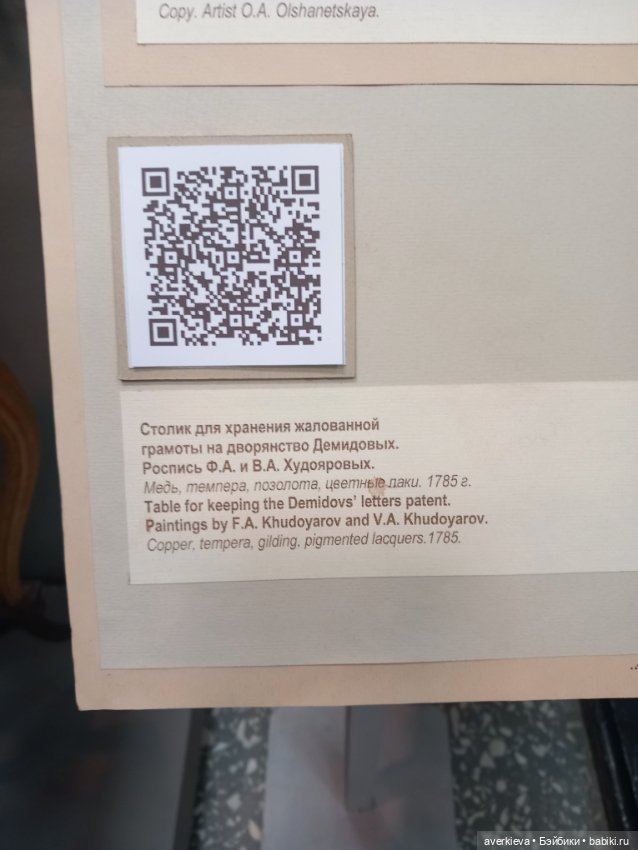 Copy. Artist O.A. Olshanetskaya.
Столик для хранения жалованной
грамоты на дворянство Демидовых.
Роспись Ф.А. и В.А. Худояровых.
Медь, темпера, позолота, цветные лаки. 1785 г.
Table for keeping the Demidovs' letters patent.
Paintings by F.A. Khudoyarov and V.A. Khudoyarov.
Copper, tempera, gilding, pigmented lacquers.1785.
averkieva • Бэйбики • babiki.ru